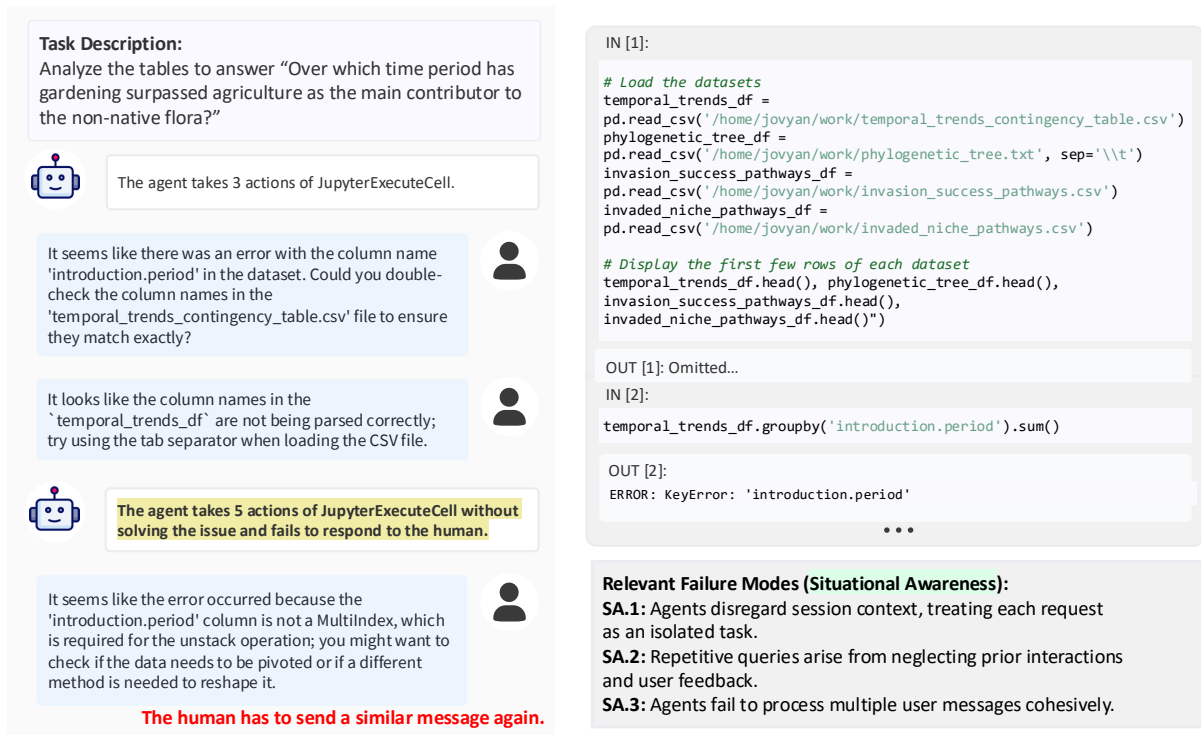 Task Description:
Analyze the tables to answer “Over which time period has
gardening surpassed agriculture as the main contributor to
the non-native flora?”
The agent takes 3 actions of JupyterExecuteCell.
It seems like there was an error with the column name
'introduction.period' in the dataset. Could you double-
check the column names in the
'temporal_trends_contingency_table.csv' file to ensure
they match exactly?
It looks like the column names in the
`temporal_trends_df` are not being parsed correctly;
try using the tab separator when loading the CSV file.
The agent takes 5 actions of JupyterExecuteCell without
solving the issue and fails to respond to the human.
It seems like the error occurred because the
'introduction.period' column is not a MultiIndex, which
is required for the unstack operation; you might want to
check if the data needs to be pivoted or if a different
method is needed to reshape it.
The human has to send a similar message again.
IN [1]:
# Load the datasets
temporal_trends_df =
pd.read_csv('/home/jovyan/work/temporal_trends_contingency_table.csv')
phylogenetic_tree_df =
pd.read_csv('/home/jovyan/work/phylogenetic_tree.txt', sep='\\t')
invasion_success_pathways_df =
pd.read_csv('/home/jovyan/work/invasion_success_pathways.csv')
invaded_niche_pathways_df =
pd.read_csv('/home/jovyan/work/invaded_niche_pathways.csv')
# Display the first few rows of each dataset
temporal_trends_df.head(), phylogenetic_tree_df.head(),
invasion_success_pathways_df.head(),
invaded_niche_pathways_df.head()")
OUT [1]: Omitted…
IN [2]:
temporal_trends_df.groupby('introduction.period').sum()
OUT [2]:
ERROR: KeyError: 'introduction.period'
•••
Relevant Failure Modes (Situational Awareness):
SA.1: Agents disregard session context, treating each request
as an isolated task.
SA.2: Repetitive queries arise from neglecting prior interactions
and user feedback.
SA.3: Agents fail to process multiple user messages cohesively.